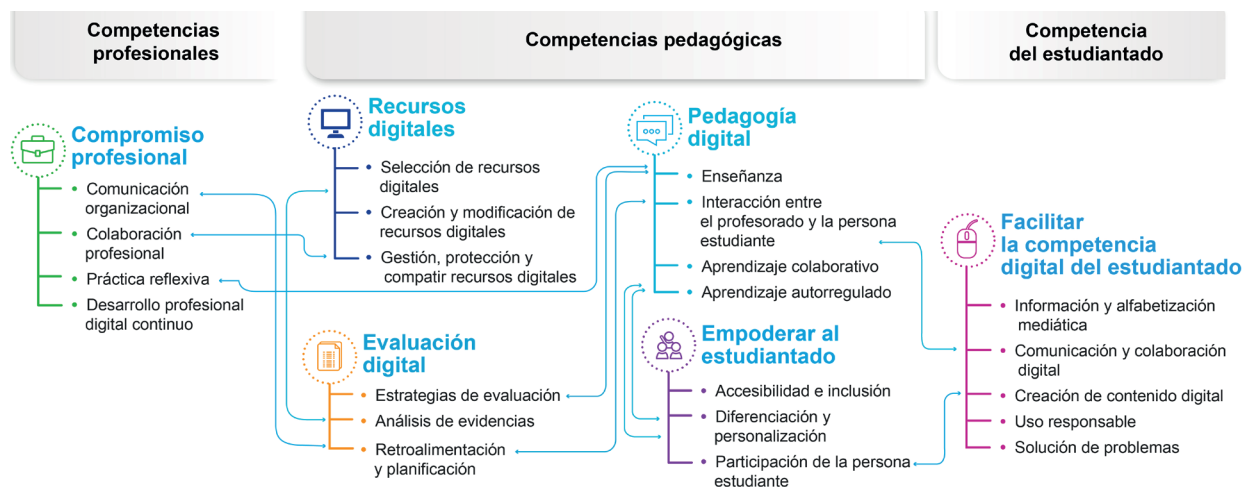 Competencias
profesionales
Competencias pedagógicas
Competencia
del estudiantado
Compromiso
profesional
• Comunicación
organizacional
• Colaboración
profesional
• Práctica reflexiva
• Desarrollo profesional
digital continuo
Recursos
digitales
• Selección de recursos
digitales
• Creación y modificación de
recursos digitales
• Gestión, protección y
compatir recursos digitales
Evaluación
digital
• Estrategias de evaluación
• Análisis de evidencias
• Retroalimentación
y planificación
Pedagogía
digital
• Enseñanza
• Interacción entre
el profesorado y la persona
estudiante
• Aprendizaje colaborativo
• Aprendizaje autorregulado
Empoderar al
estudiantado
• Accesibilidad e inclusión
• Diferenciación y
personalización
• Participación de la persona
estudiante
Facilitar
la competencia
digital del estudiantado
• Información y alfabetización
mediática
• Comunicación y colaboración
digital
• Creación de contenido digital
• Uso responsable
• Solución de problemas